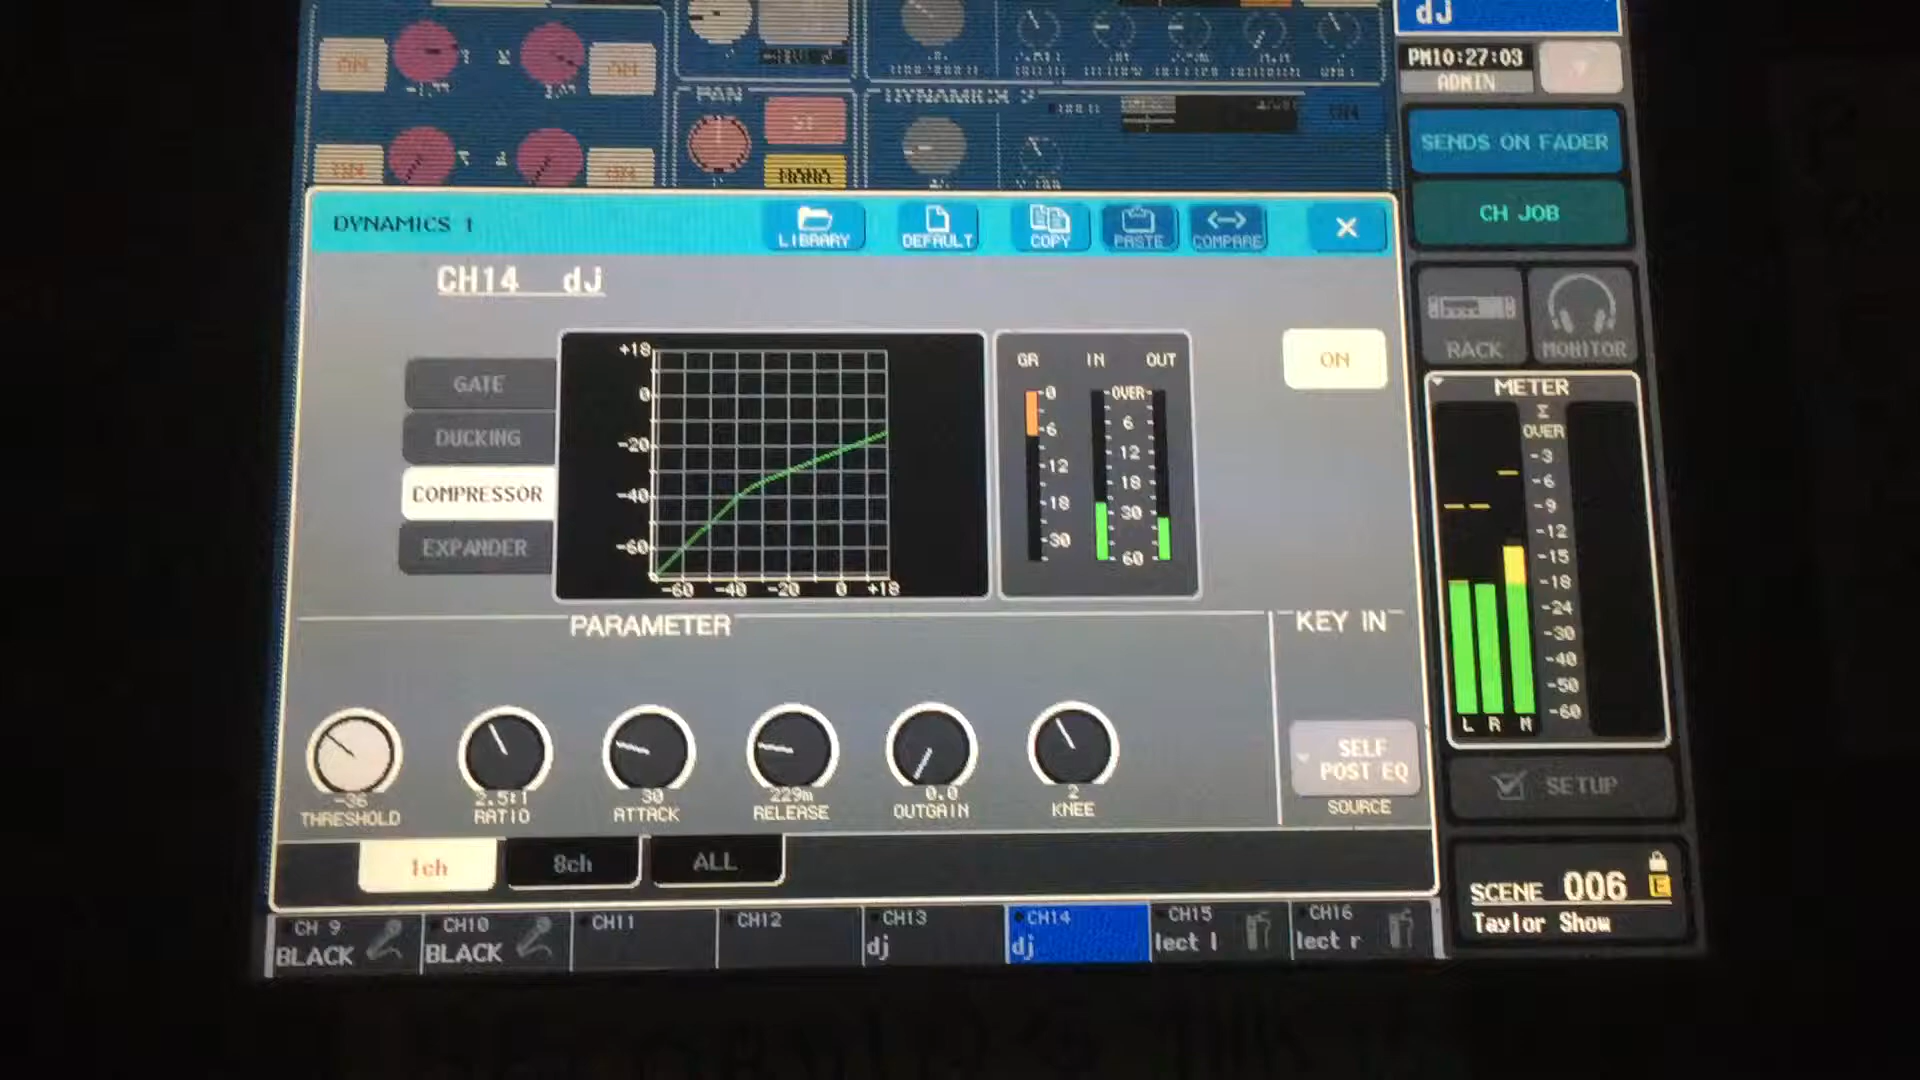 dj
PM10:27:03
ADMIN
PAN
ST
MONO
DYNAMICS 2
SENDS ON FADER
CH JOB
DYNAMICS 1
LIBRARY
DEFAULT
COPY
PASTE
COMPARE
CH14 dj
RACK
MONITOR
GATE
DUCKING
COMPRESSOR
EXPANDER
+18
0
-20
-40
-60
-60 -40 -20 0 +18
GR IN OUT
0
6
12
18
30
OVER
6
12
18
30
60
ON
METER
Σ
OVER
-3
-6
-9
-12
-15
-18
-24
-30
-40
-50
-60
L R M
PARAMETER
KEY IN
-36
THRESHOLD
2.5:1
RATIO
30
ATTACK
229m
RELEASE
0.0
OUTGAIN
2
KNEE
SELF
POST EQ
SOURCE
SETUP
1ch
8ch
ALL
SCENE 006
E
Taylor Show
CH 9
BLACK
CH10
BLACK
CH11
CH12
CH13
dj
CH14
dj
CH15
lect l
CH16
lect r